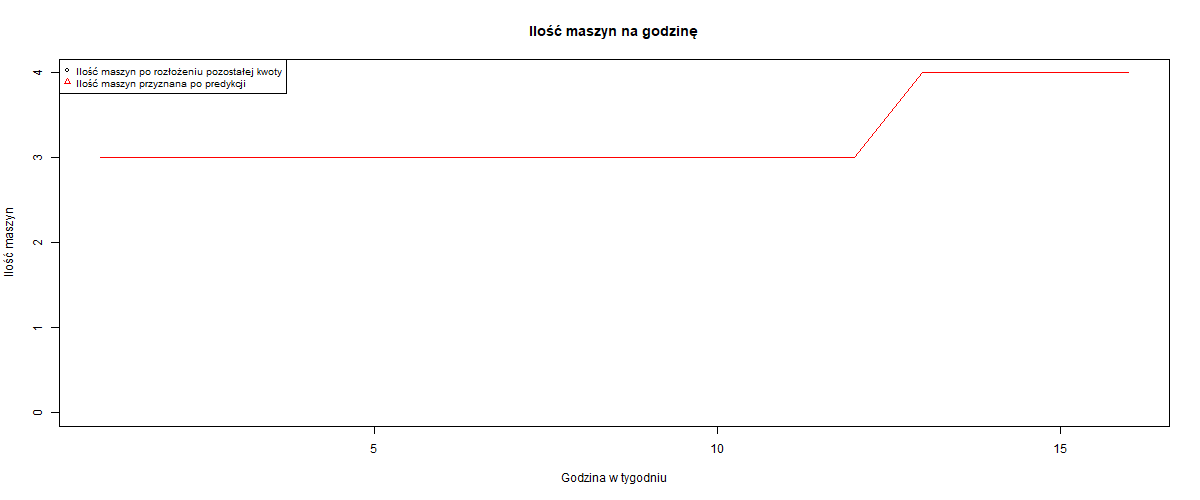 Ilość maszyn na godzinę
Ilość maszyn po rozłożeniu pozostałej kwoty
Ilość maszyn przyznana po predykcji
4
3
2
1
0
Ilość maszyn
5 10 15
Godzina w tygodniu